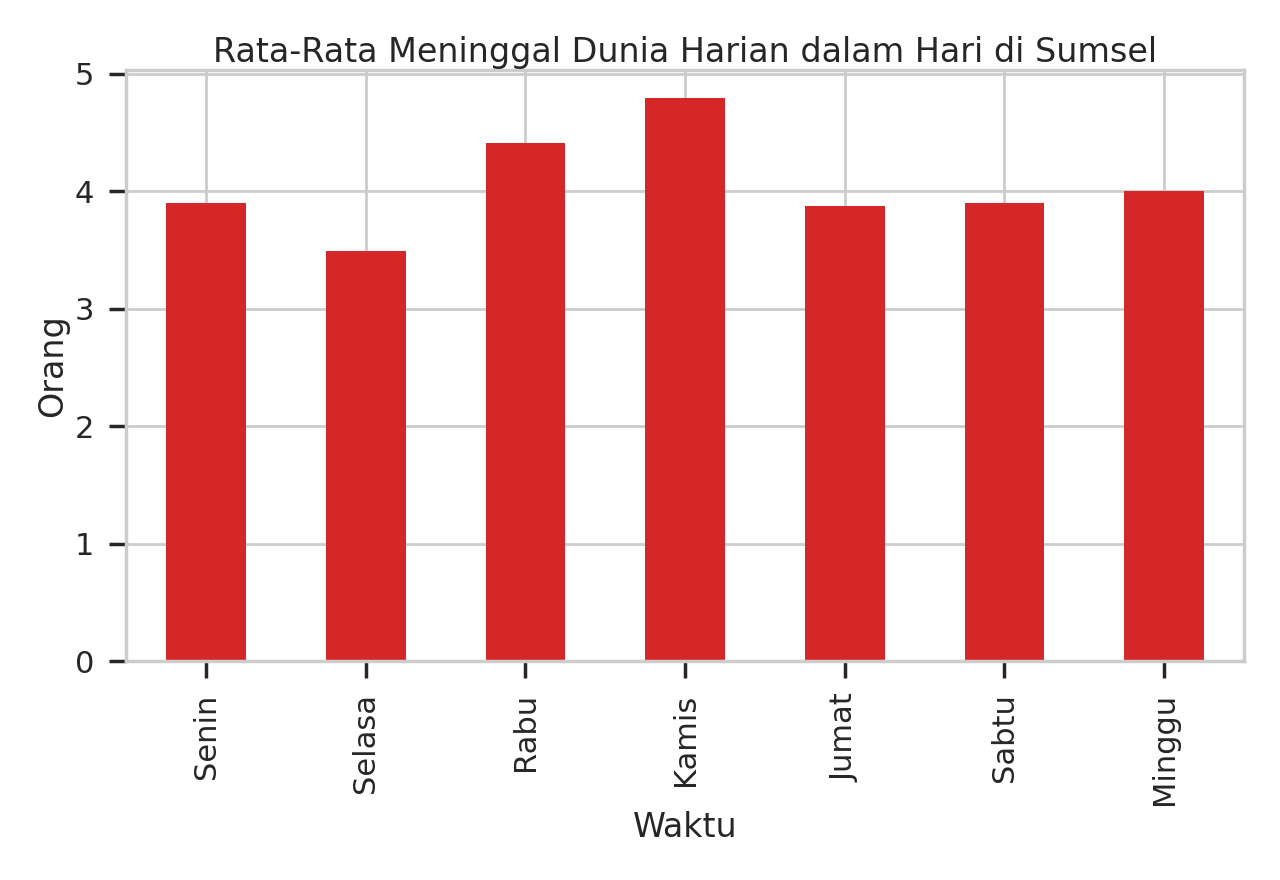 Rata-Rata Meninggal Dunia Harian dalam Hari di Sumsel
5
4
3
2
1
0
Orang
Senin
Selasa
Rabu
Kamis
Jumat
Sabtu
Minggu
Waktu